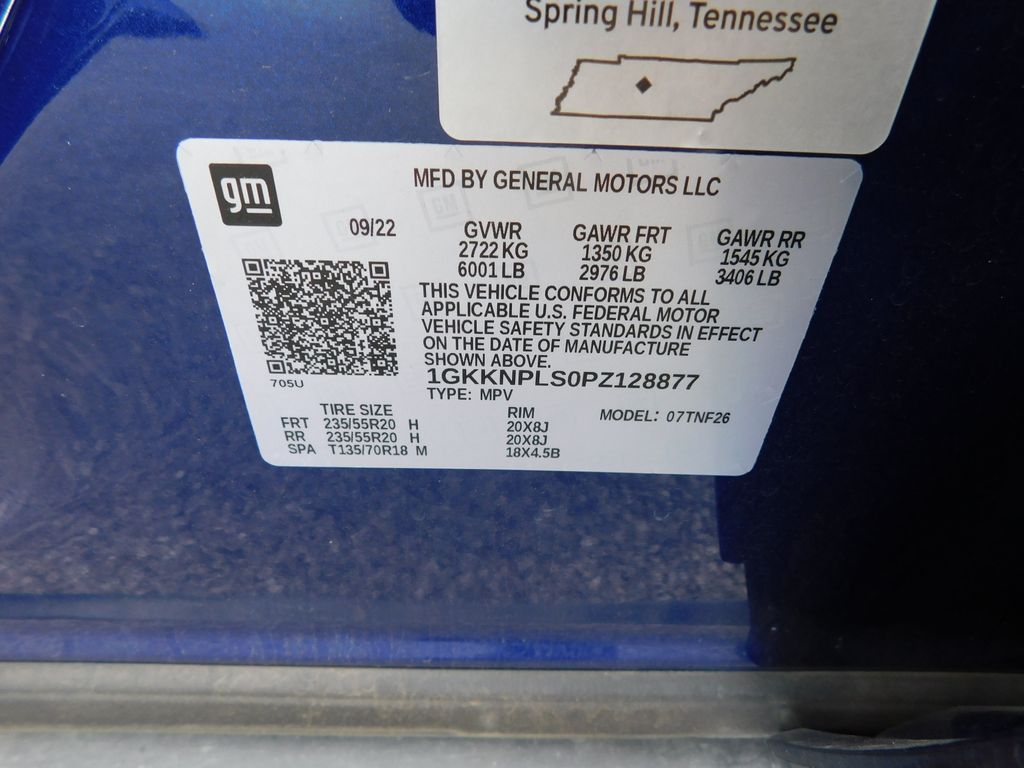 Spring Hill, Tennessee
gm
MFD BY GENERAL MOTORS LLC
09/22
GVWR GAWR FRT GAWR RR
2722 KG 1350 KG 1545 KG
6001 LB 2976 LB 3406 LB
THIS VEHICLE CONFORMS TO ALL
APPLICABLE U.S. FEDERAL MOTOR
VEHICLE SAFETY STANDARDS IN EFFECT
ON THE DATE OF MANUFACTURE
SHOWN ABOVE.
705U
1GKKNPLS0PZ128877
TYPE: MPV
TIRE SIZE RIM MODEL: 07TNF26
FRT 235/55R20 H 20X8J
RR 235/55R20 H 20X8J
SPA T135/70R18 M 18X4.5B